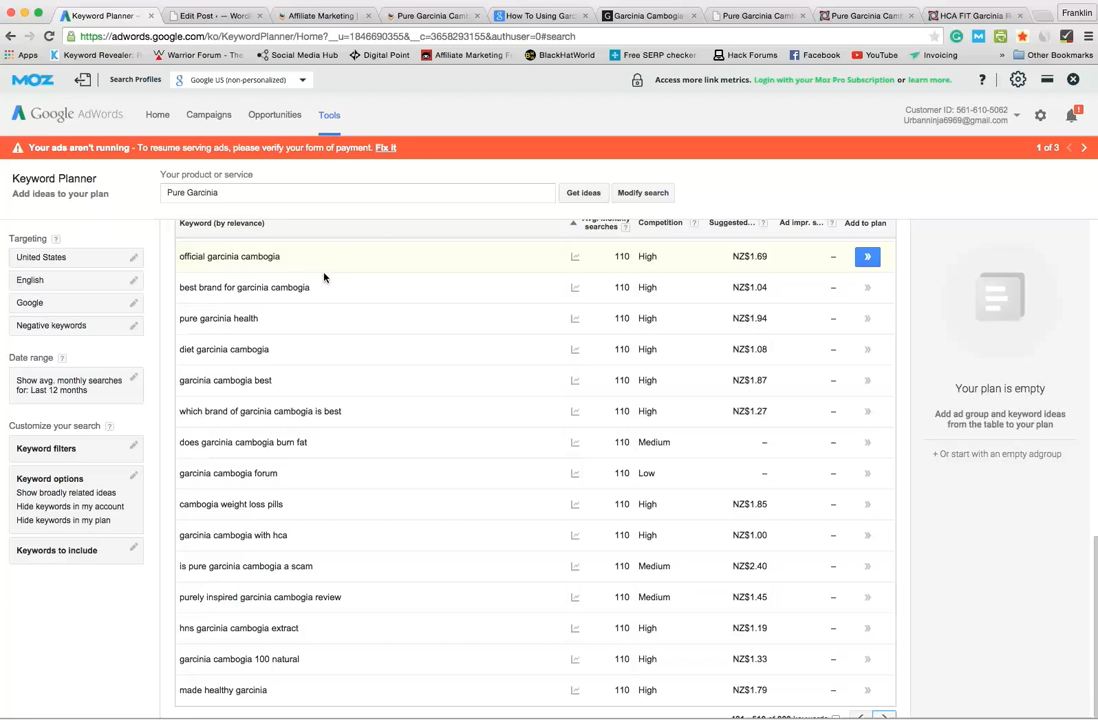 Keyword Planner –
Edit Post ‹ — Word
Affiliate Marketing |
Pure Garcinia Cam
How To Using Garc
Garcinia Cambogie
Pure Garcinia Cam
Pure Garcinia Cam
HCA FIT Garcinia
Franklin
https://adwords.google.com/ko/KeywordPlanner/Home?__u=1846690355&__c=3658293155&authuser=0#search
Apps
Keyword Revealer:
Warrior Forum - The
Social Media Hub
Digital Point
Affiliate Marketing F
BlackHatWorld
Free SERP checker
Hack Forums
Facebook
YouTube
Invoicing
»
Other Bookmarks
MOZ
Search Profiles
Google US (non-personalized)
Access more link metrics. Login with your Moz Pro Subscription or learn more.
?
Google AdWords
Home
Campaigns
Opportunities
Tools
Customer ID: 561-610-5062
Urbanninja6969@gmail.com
1
Your ads aren't running - To resume serving ads, please verify your form of payment. Fix it
1 of 3
Keyword Planner
Add ideas to your plan
Your product or service
Pure Garcinia
Get ideas
Modify search
Targeting ?
United States
English
Google
Negative keywords
Date range ?
Show avg. monthly searches
for: Last 12 months
Customize your search ?
Keyword filters
Keyword options
Show broadly related ideas
Hide keywords in my account
Hide keywords in my plan
Keywords to include
Keyword (by relevance)
Avg. monthly
searches ?
Competition ?
Suggested... ?
Ad impr. s... ?
Add to plan
official garcinia cambogia 110 High NZ$1.69 – »
best brand for garcinia cambogia 110 High NZ$1.04 – »
pure garcinia health 110 High NZ$1.94 – »
diet garcinia cambogia 110 High NZ$1.08 – »
garcinia cambogia best 110 High NZ$1.87 – »
which brand of garcinia cambogia is best 110 High NZ$1.27 – »
does garcinia cambogia burn fat 110 Medium – – »
garcinia cambogia forum 110 Low – – »
cambogia weight loss pills 110 High NZ$1.85 – »
garcinia cambogia with hca 110 High NZ$1.00 – »
is pure garcinia cambogia a scam 110 Medium NZ$2.40 – »
purely inspired garcinia cambogia review 110 Medium NZ$1.45 – »
hns garcinia cambogia extract 110 High NZ$1.19 – »
garcinia cambogia 100 natural 110 High NZ$1.33 – »
made healthy garcinia 110 High NZ$1.79 – »
Your plan is empty
Add ad group and keyword ideas
from the table to your plan
+ Or start with an empty adgroup